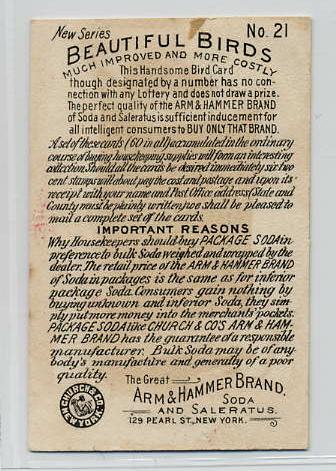 New Series No. 21
BEAUTIFUL BIRDS
MUCH IMPROVED AND MORE COSTLY
This Handsome Bird Card
though designated by a number has no con-
nection with any Lottery and does not draw a prize.
The perfect quality of the ARM & HAMMER BRAND
of Soda and Saleratus is sufficient inducement for
all intelligent consumers to BUY ONLY THAT BRAND.
A set of these cards (60 in all) accumulated in the ordinary
course of buying housekeeping supplies will form an interesting
collection. Should all the cards be desired immediately six two
cent stamps will about pay the cost and postage and upon its
receipt with your name and Post Office address, State and
County must be plainly written, we shall be pleased to
mail a complete set of the cards.
IMPORTANT REASONS
Why Housekeepers should buy PACKAGE SODA in
preference to bulk Soda weighed and wrapped by the
dealer. The retail price of the ARM & HAMMER BRAND
of Soda in packages is the same as for inferior
package Soda. Consumers gain nothing by
buying unknown and inferior Soda, they sim-
ply put more money into the merchants' pockets.
PACKAGE SODA like CHURCH & CO'S ARM & HAM-
MER BRAND has the guarantee of a responsible
manufacturer. Bulk Soda may be of any-
body's manufacture and generally of a poor
quality.
The Great
ARM & HAMMER BRAND.
SODA
AND SALERATUS.
129 PEARL ST., NEW YORK.
CHURCH & CO.
NEW YORK